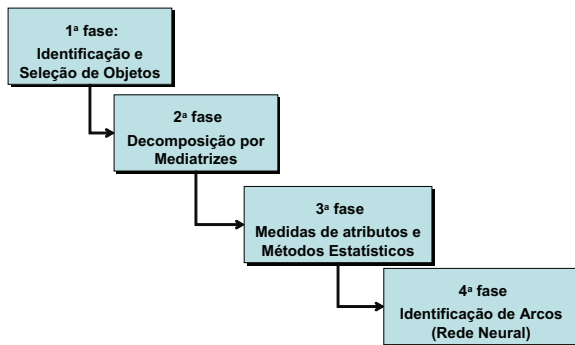 1ª fase:
Identificação e
Seleção de Objetos
2ª fase
Decomposição por
Mediatrizes
3ª fase
Medidas de atributos e
Métodos Estatísticos
4ª fase
Identificação de Arcos
(Rede Neural)